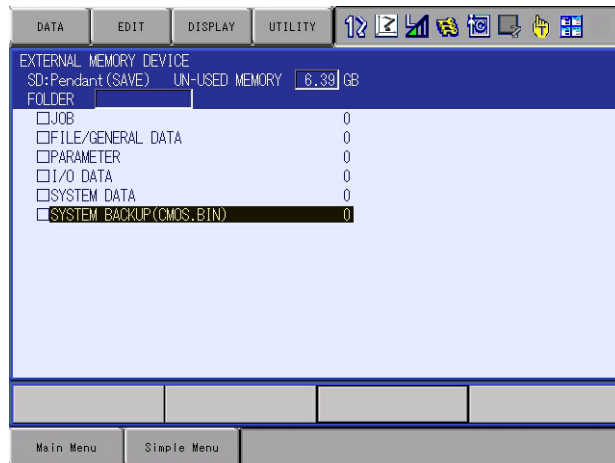 DATA EDIT DISPLAY UTILITY
EXTERNAL MEMORY DEVICE
SD:Pendant(SAVE) UN-USED MEMORY 6.39 GB
FOLDER
JOB 0
FILE/GENERAL DATA 0
PARAMETER 0
I/O DATA 0
SYSTEM DATA 0
SYSTEM BACKUP(CMOS.BIN) 0
Main Menu Simple Menu